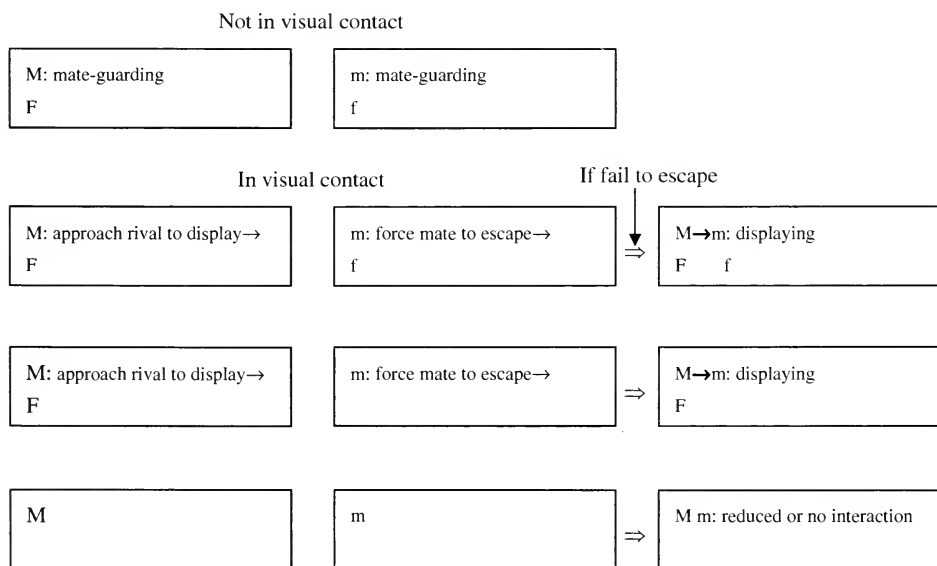 Not in visual contact
M: mate-guarding
F
m: mate-guarding
f
In visual contact
If fail to escape
M: approach rival to display→
F
m: force mate to escape→
f
⇒
M→m: displaying
F f
M: approach rival to display→
F
m: force mate to escape→
⇒
M→m: displaying
F
M
m
⇒
M m: reduced or no interaction